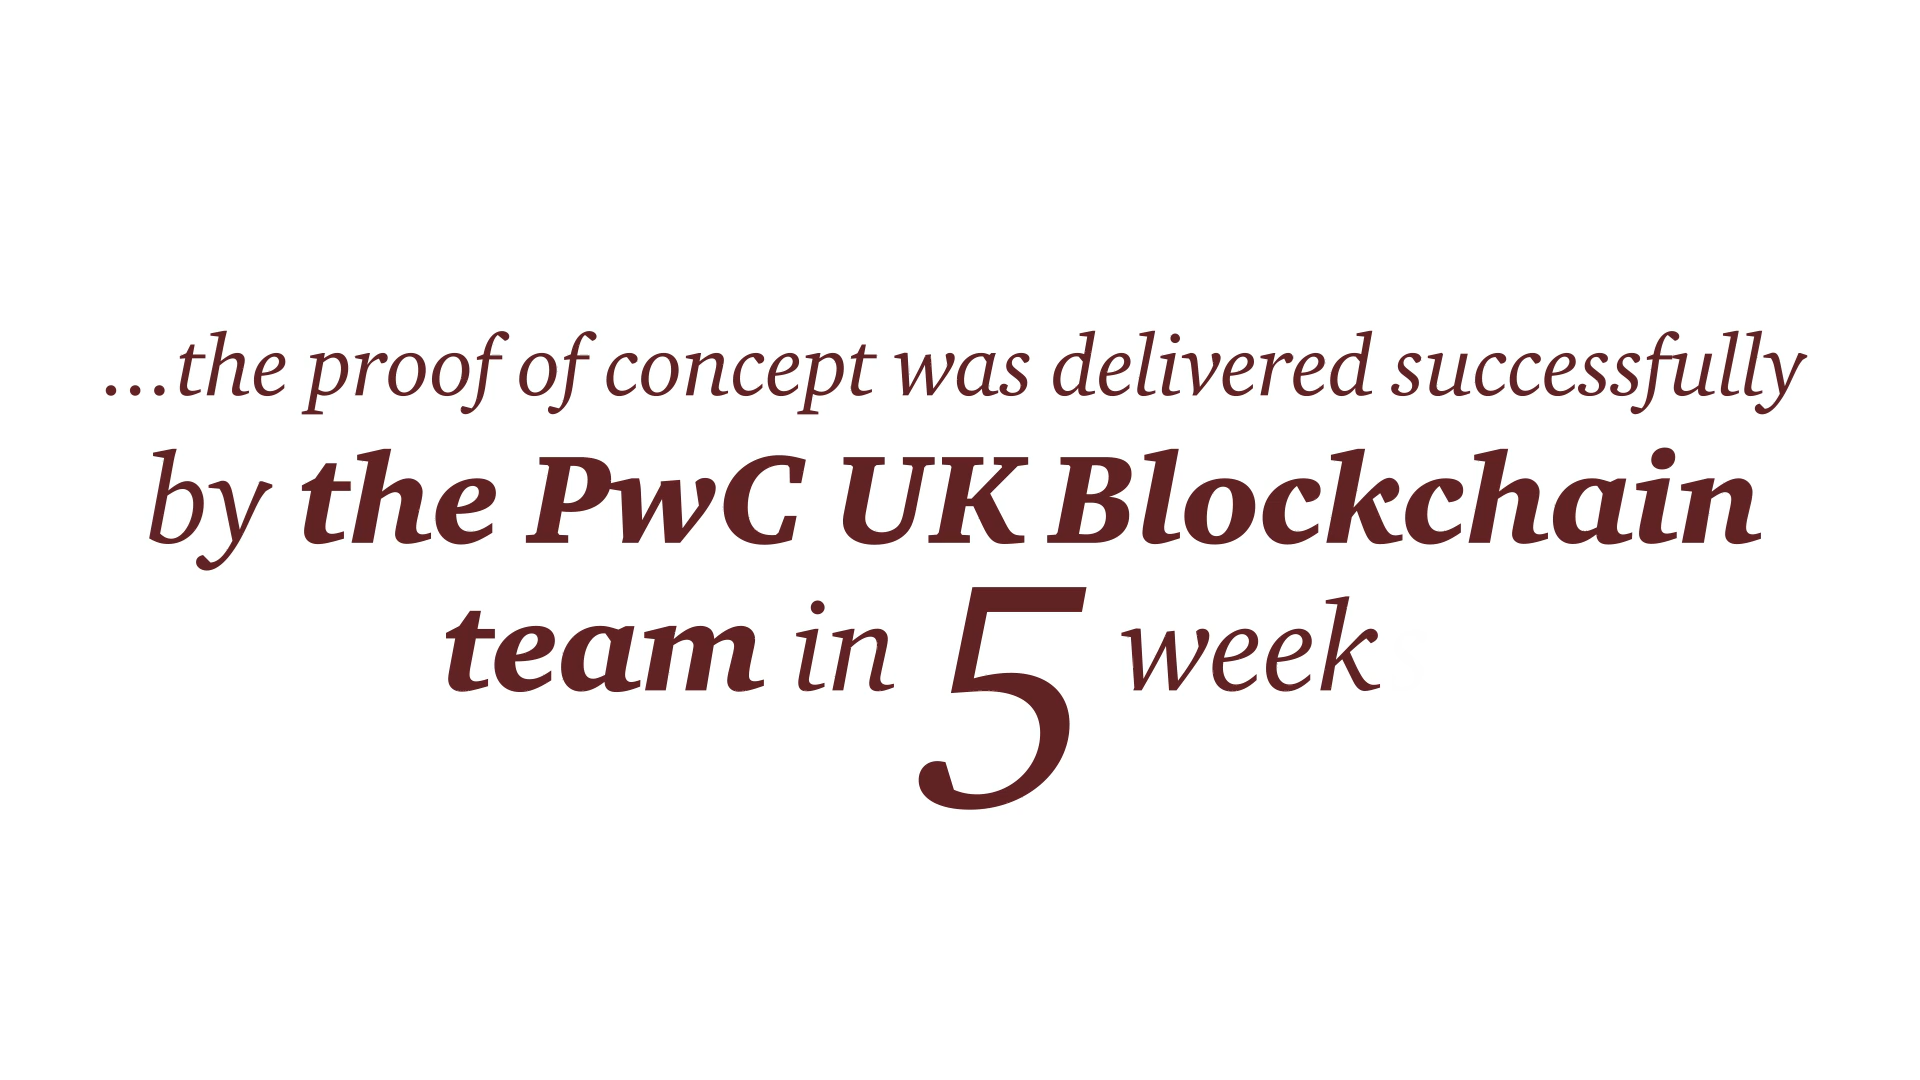 ...the proof of concept was delivered successfully
by the PwC UK Blockchain
team in 5 week